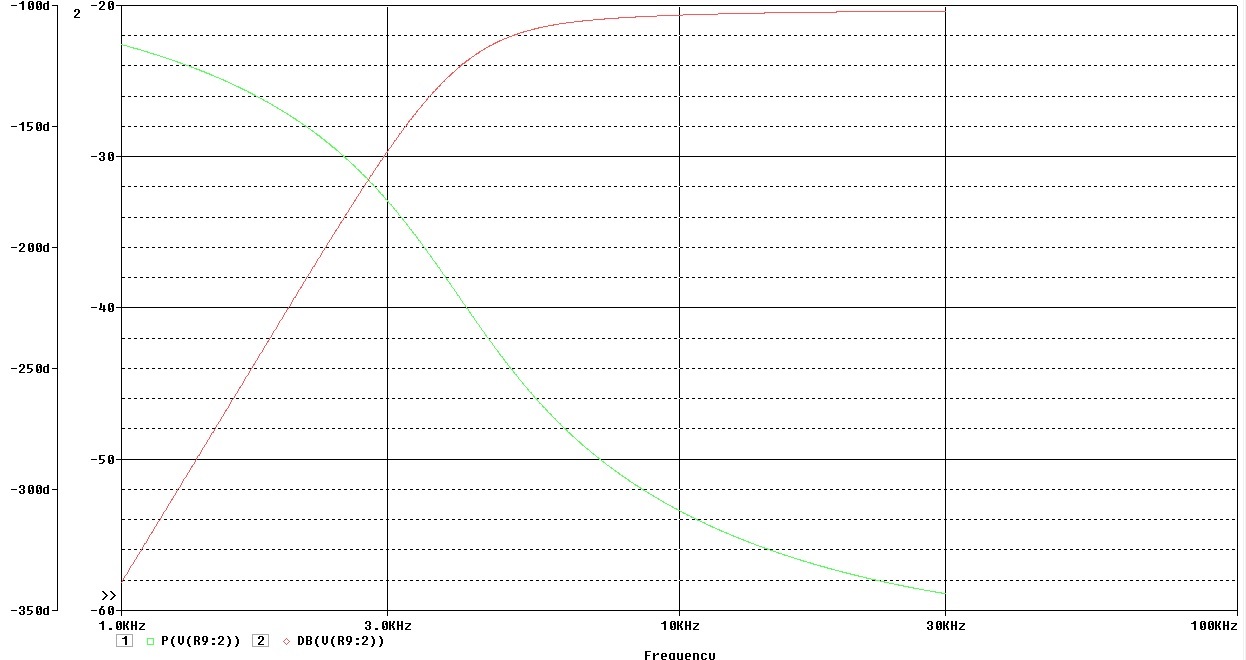 -100d
2
-20
-150d
-30
-200d
-40
-250d
-50
-300d
>>
-350d
-60
1.0KHz 3.0KHz 10KHz 30KHz 100KHz
1 P(V(R9:2)) 2 DB(V(R9:2))
Frequency